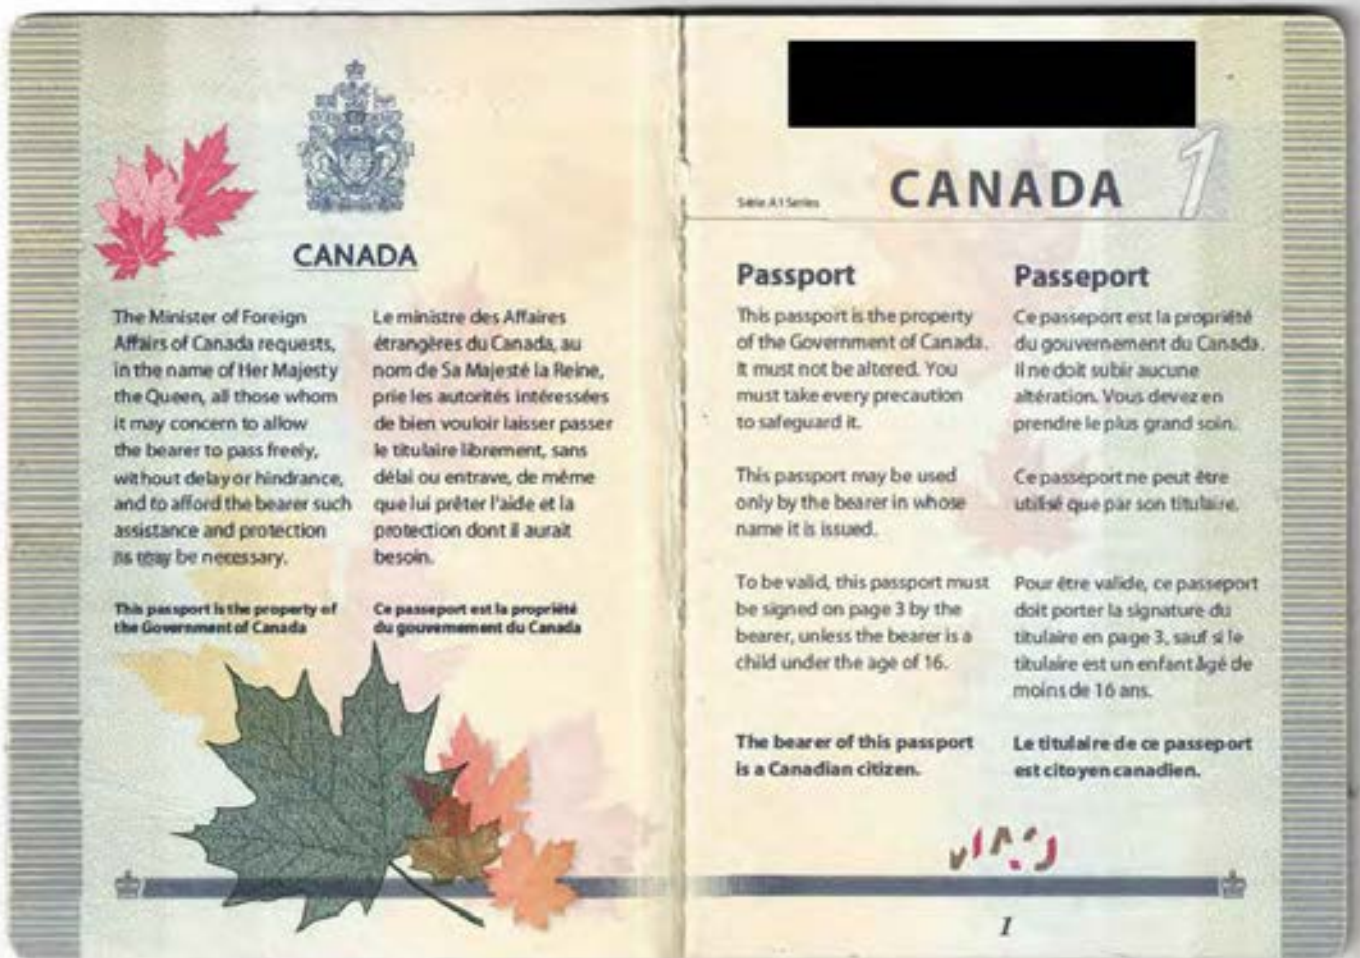 CANADA
The Minister of Foreign
Affairs of Canada requests,
in the name of Her Majesty
the Queen, all those whom
it may concern to allow
the bearer to pass freely,
without delay or hindrance,
and to afford the bearer such
assistance and protection
as may be necessary.
This passport is the property of
the Government of Canada
Le ministre des Affaires
étrangères du Canada, au
nom de Sa Majesté la Reine,
prie les autorités intéressées
de bien vouloir laisser passer
le titulaire librement, sans
délai ou entrave, de même
que lui prêter l'aide et la
protection dont il aurait
besoin.
Ce passeport est la propriété
du gouvernement du Canada
Série A1 Series
CANADA
1
Passport
This passport is the property
of the Government of Canada.
It must not be altered. You
must take every precaution
to safeguard it.
This passport may be used
only by the bearer in whose
name it is issued.
To be valid, this passport must
be signed on page 3 by the
bearer, unless the bearer is a
child under the age of 16.
The bearer of this passport
is a Canadian citizen.
Passeport
Ce passeport est la propriété
du gouvernement du Canada.
Il ne doit subir aucune
altération. Vous devez en
prendre le plus grand soin.
Ce passeport ne peut être
utilisé que par son titulaire.
Pour être valide, ce passeport
doit porter la signature du
titulaire en page 3, sauf si le
titulaire est un enfant âgé de
moins de 16 ans.
Le titulaire de ce passeport
est citoyen canadien.
1